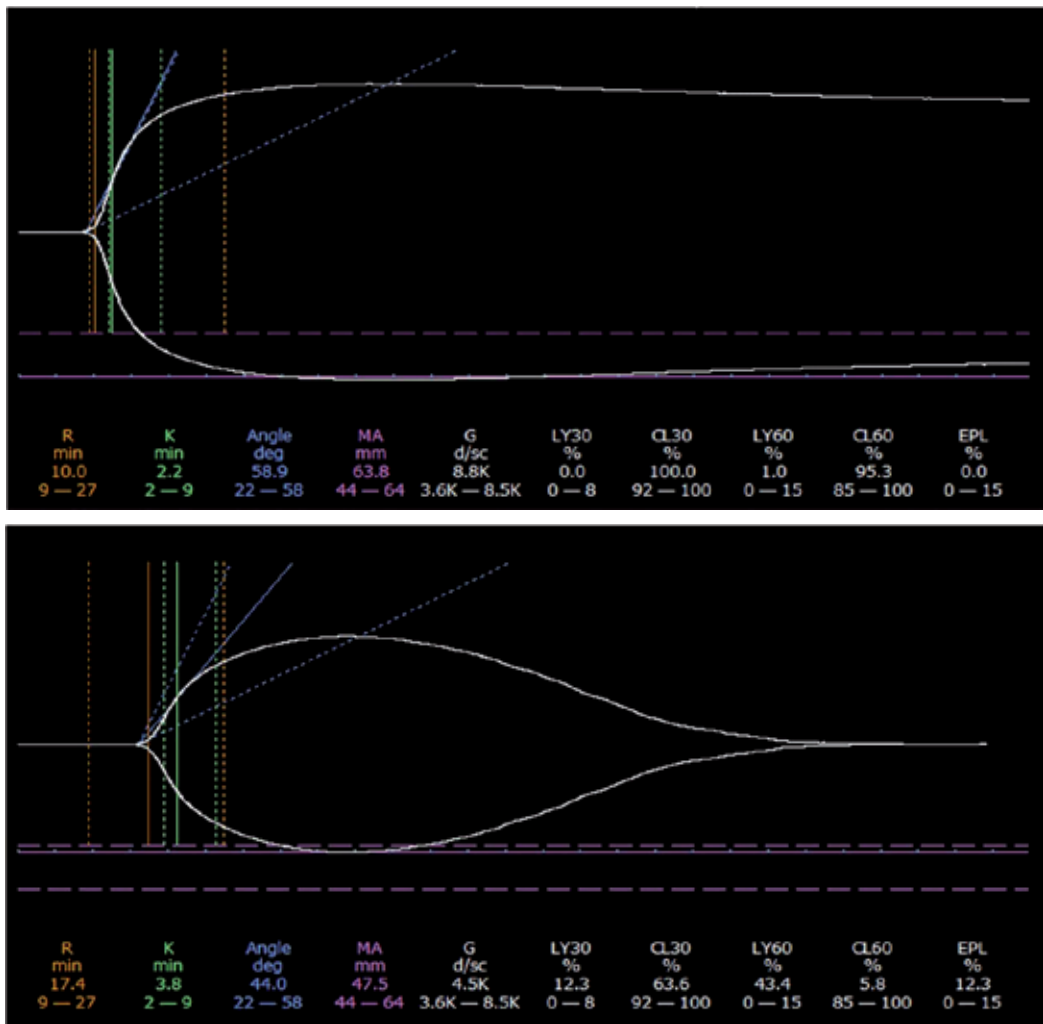 R K Angle MA G LY30 CL30 LY60 CL60 EPL
min min deg mm d/sc % % % % %
10.0 2.2 58.9 63.8 8.8K 0.0 100.0 1.0 95.3 0.0
9 — 27 2 — 9 22 — 58 44 — 64 3.6K — 8.5K 0 — 8 92 — 100 0 — 15 85 — 100 0 — 15
R K Angle MA G LY30 CL30 LY60 CL60 EPL
min min deg mm d/sc % % % % %
17.4 3.8 44.0 47.5 4.5K 12.3 63.6 43.4 5.8 12.3
9 — 27 2 — 9 22 — 58 44 — 64 3.6K — 8.5K 0 — 8 92 — 100 0 — 15 85 — 100 0 — 15